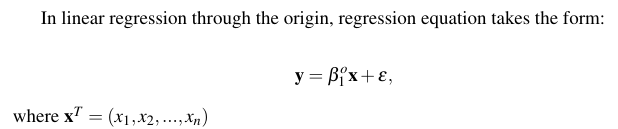 In linear regression through the origin, regression equation takes the form:
y = β₁ᵒx + ε,
where xᵀ = (x₁, x₂, ..., xₙ)